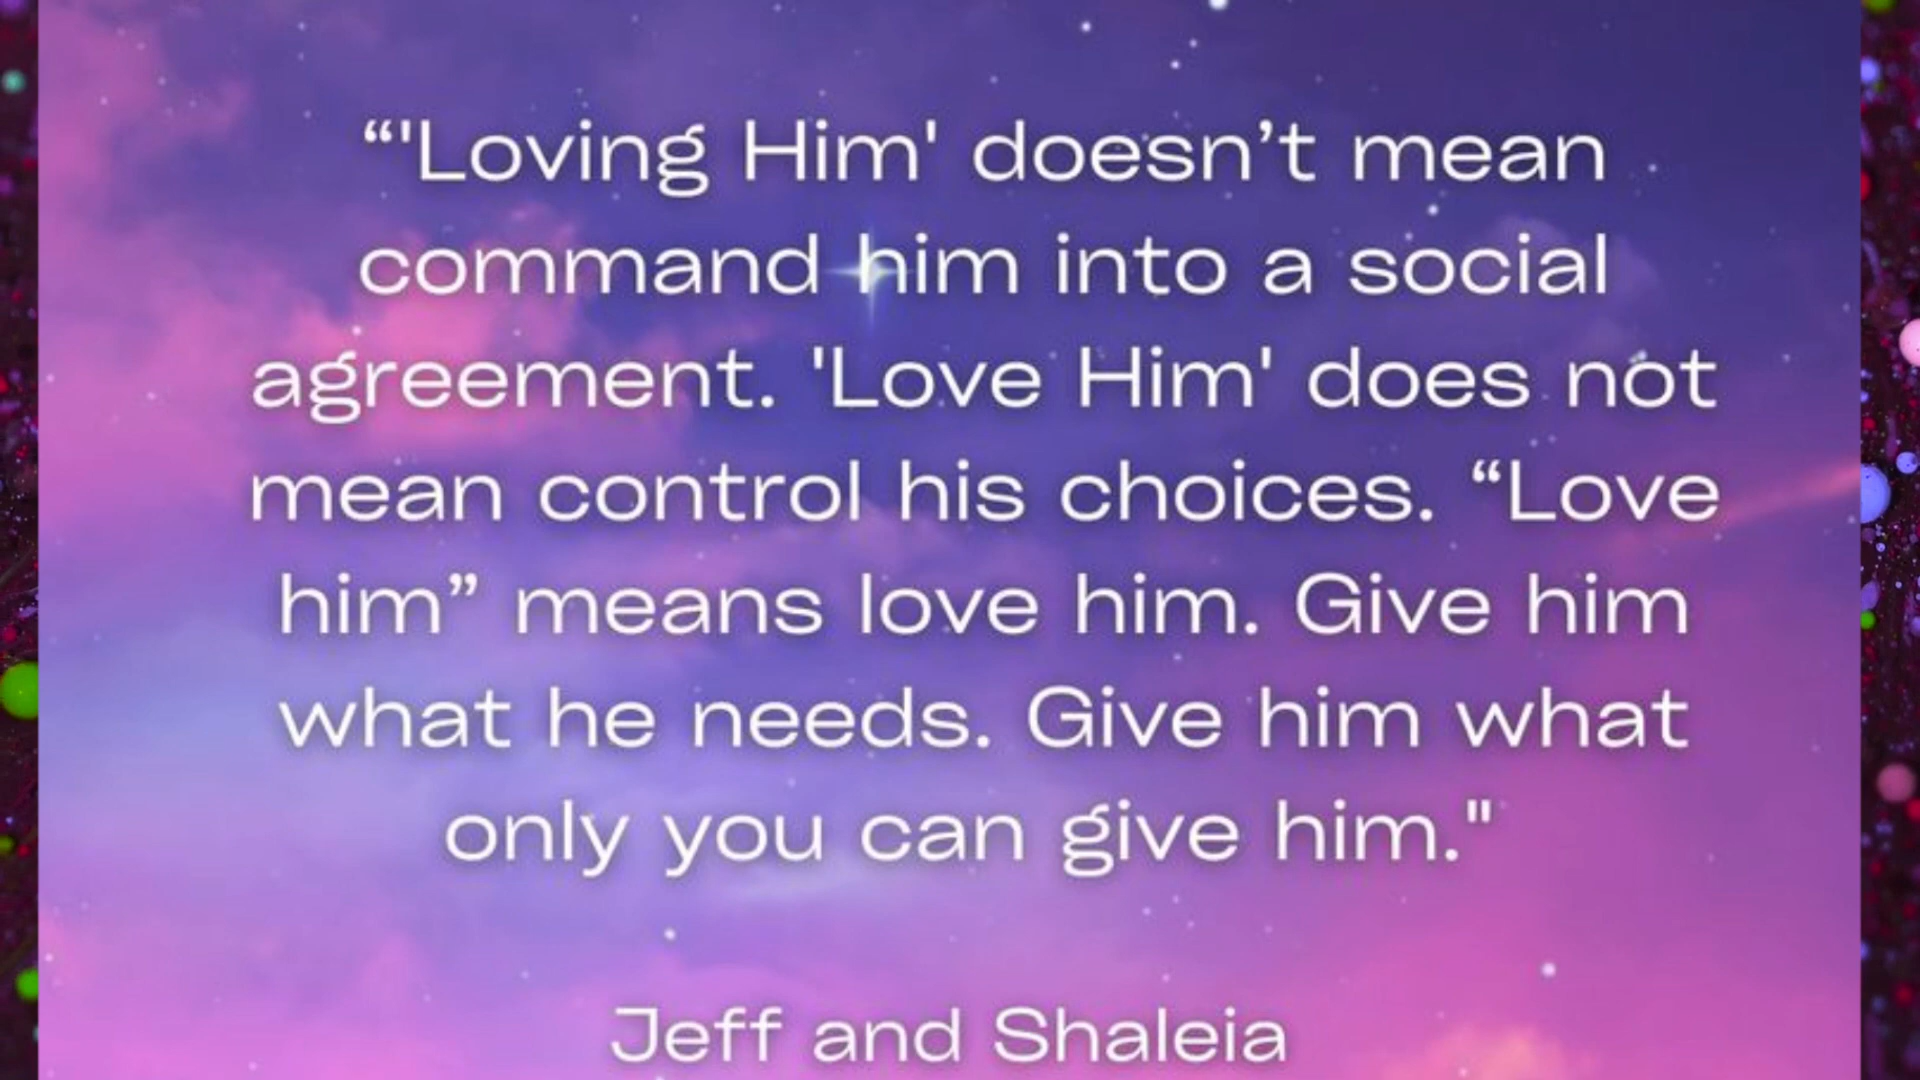 “'Loving Him' doesn’t mean
command him into a social
agreement. 'Love Him' does not
mean control his choices. “Love
him” means love him. Give him
what he needs. Give him what
only you can give him."
Jeff and Shaleia